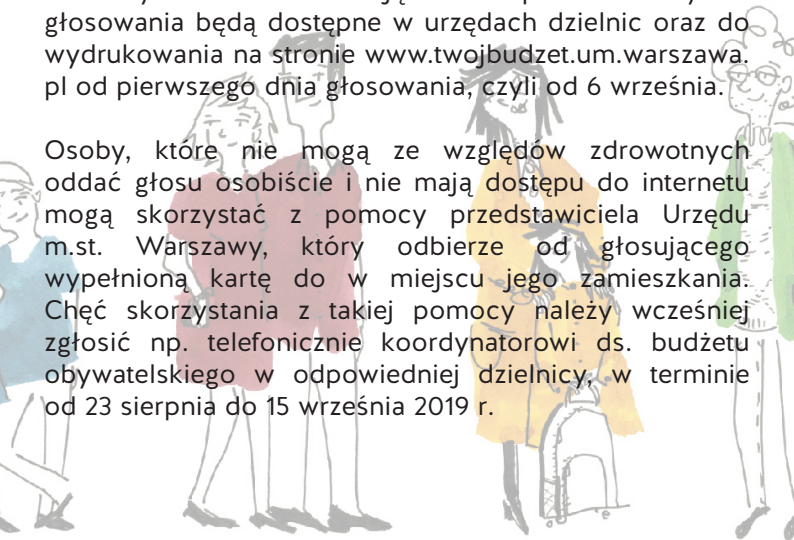 głosowania będą dostępne w urzędach dzielnic oraz do
wydrukowania na stronie www.twojbudzet.um.warszawa.
pl od pierwszego dnia głosowania, czyli od 6 września.
Osoby, które nie mogą ze względów zdrowotnych
oddać głosu osobiście i nie mają dostępu do internetu
mogą skorzystać z pomocy przedstawiciela Urzędu
m.st. Warszawy, który odbierze od głosującego
wypełnioną kartę do w miejscu jego zamieszkania.
Chęć skorzystania z takiej pomocy należy wcześniej
zgłosić np. telefonicznie koordynatorowi ds. budżetu
obywatelskiego w odpowiedniej dzielnicy, w terminie
od 23 sierpnia do 15 września 2019 r.